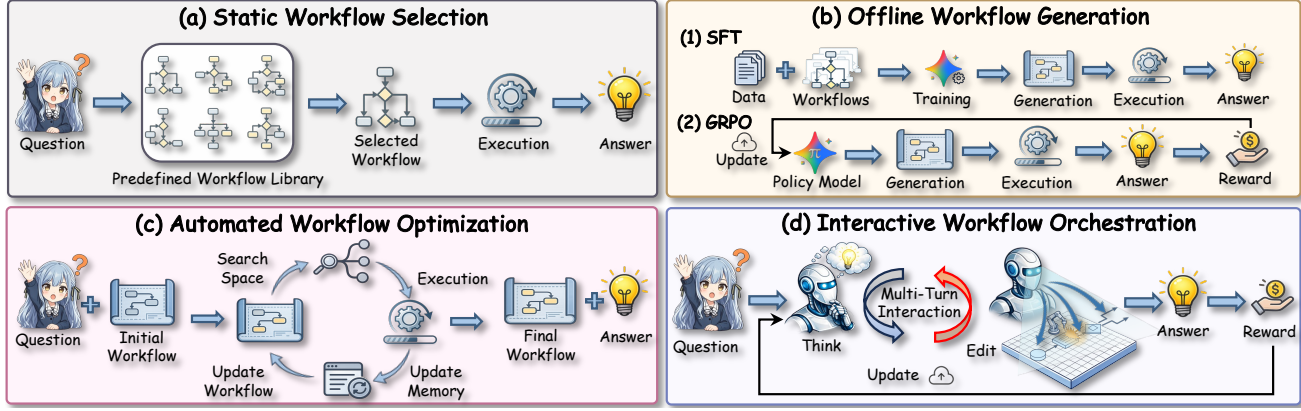 (a) Static Workflow Selection
Question
Predefined Workflow Library
Selected
Workflow
Execution
Answer
(b) Offline Workflow Generation
(1) SFT
Data
Workflows
Training
Generation
Execution
Answer
(2) GRPO
Update
π
Policy Model
Generation
Execution
Answer
Reward
(c) Automated Workflow Optimization
Question
Initial
Workflow
Search
Space
Execution
Update
Memory
Update
Workflow
Final
Workflow
Answer
(d) Interactive Workflow Orchestration
Question
Think
Multi-Turn
Interaction
Edit
Answer
Reward
Update